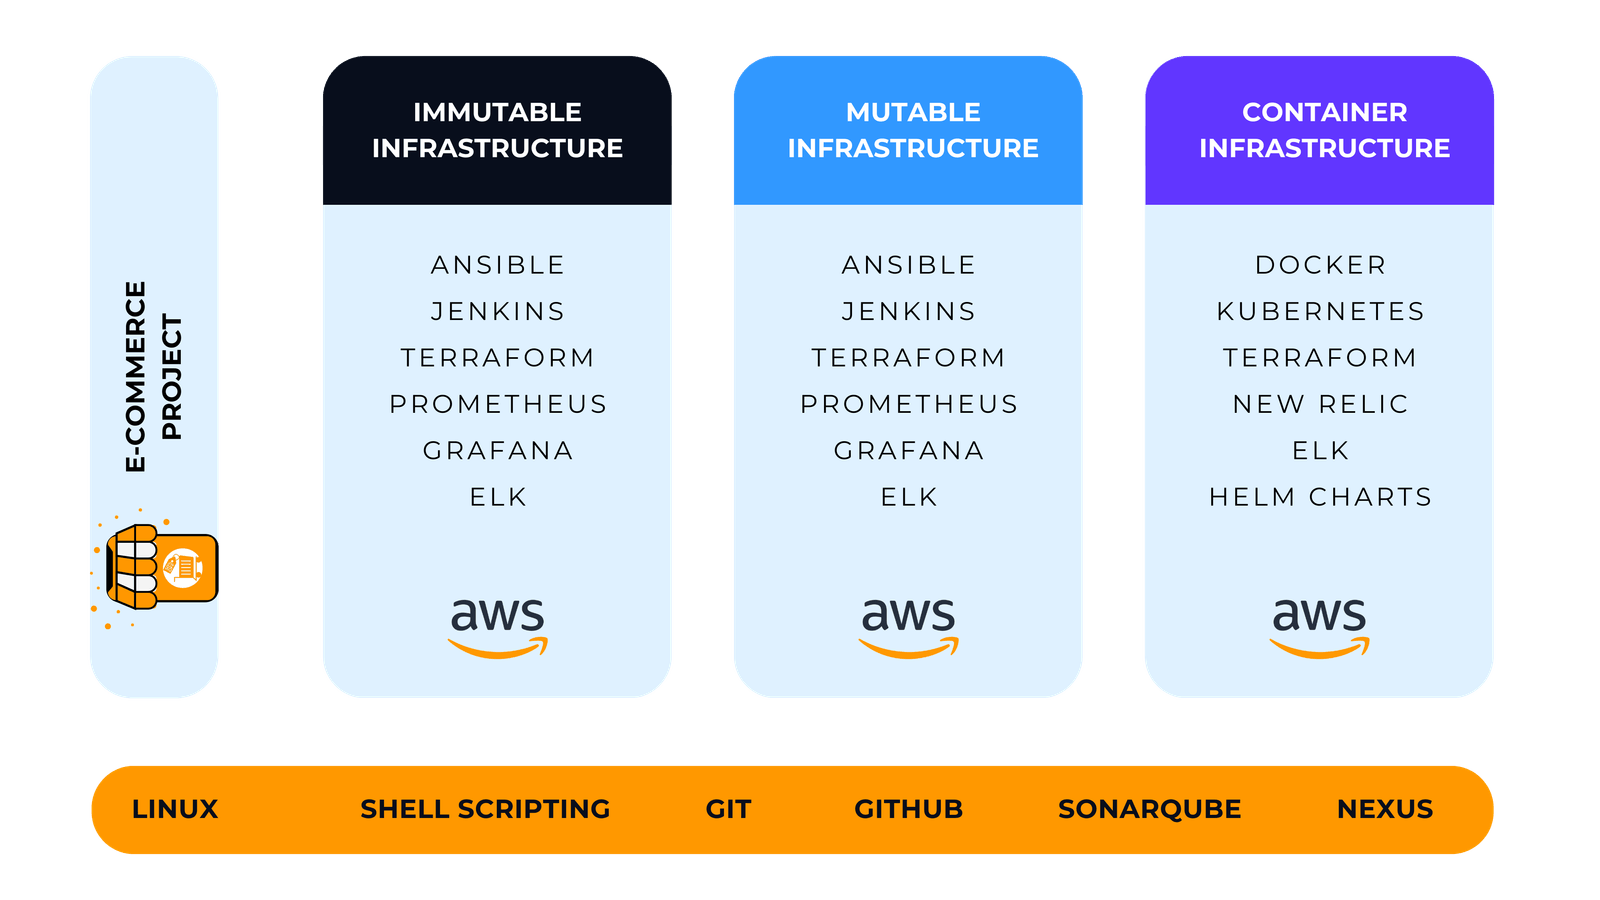 E-COMMERCE
PROJECT
IMMUTABLE
INFRASTRUCTURE
ANSIBLE
JENKINS
TERRAFORM
PROMETHEUS
GRAFANA
ELK
aws
MUTABLE
INFRASTRUCTURE
ANSIBLE
JENKINS
TERRAFORM
PROMETHEUS
GRAFANA
ELK
aws
CONTAINER
INFRASTRUCTURE
DOCKER
KUBERNETES
TERRAFORM
NEW RELIC
ELK
HELM CHARTS
aws
LINUX SHELL SCRIPTING GIT GITHUB SONARQUBE NEXUS